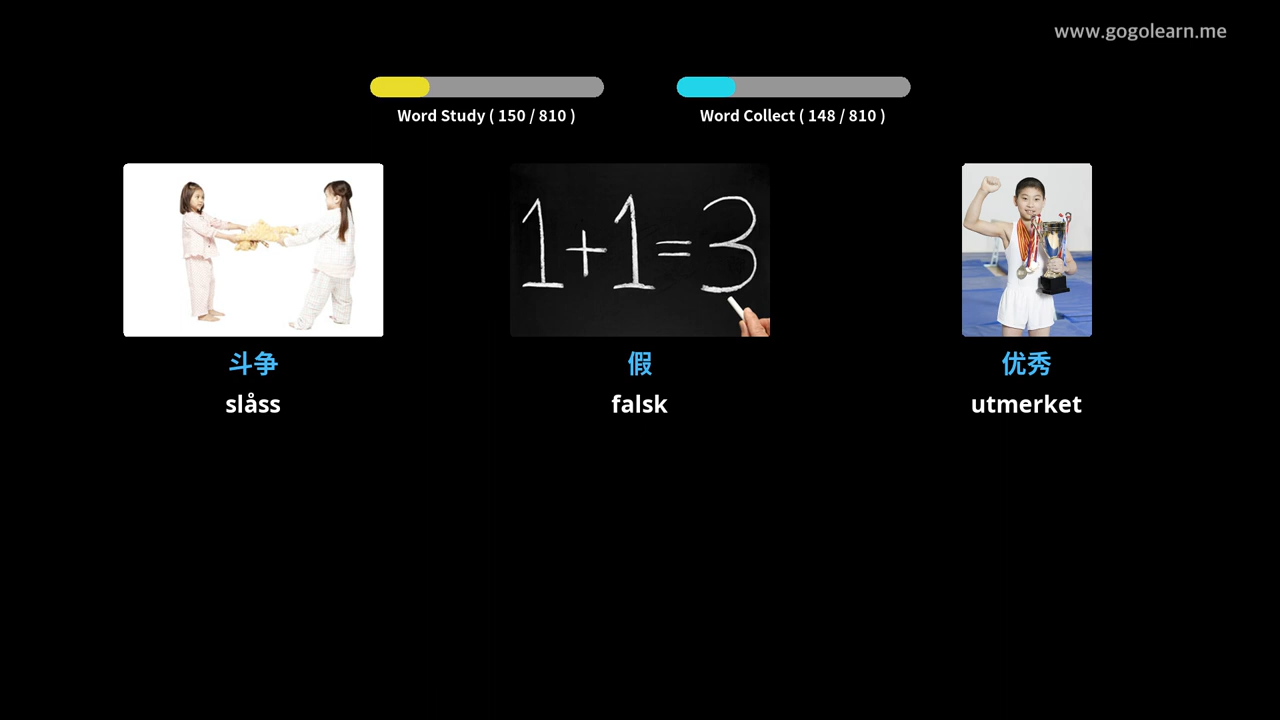 www.gogolearn.me
Word Study ( 150 / 810 )
Word Collect ( 148 / 810 )
1+1=3
斗争
假
优秀
slåss
falsk
utmerket